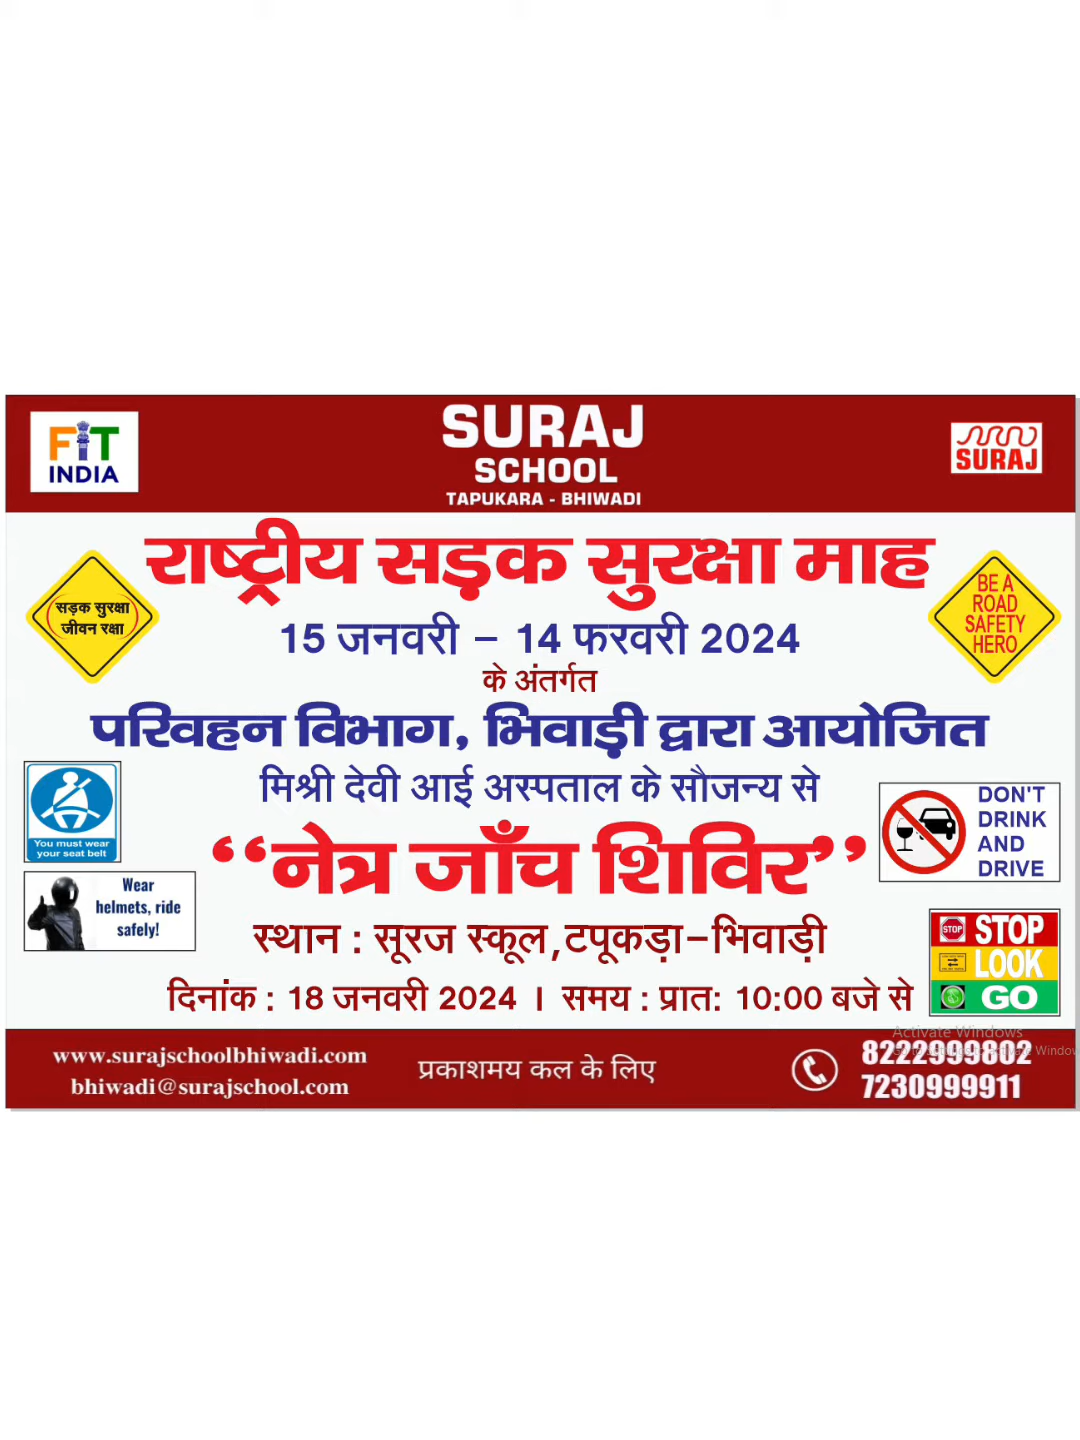 FIT
INDIA
SURAJ
SCHOOL
TAPUKARA - BHIWADI
SURAJ
राष्ट्रीय सड़क सुरक्षा माह
सड़क सुरक्षा
जीवन रक्षा
BE A
ROAD
SAFETY
HERO
15 जनवरी – 14 फरवरी 2024
के अंतर्गत
परिवहन विभाग, भिवाड़ी द्वारा आयोजित
मिश्री देवी आई अस्पताल के सौजन्य से
You must wear
your seat belt
DON'T
DRINK
AND
DRIVE
“नेत्र जाँच शिविर”
Wear
helmets, ride
safely!
स्थान : सूरज स्कूल,टपूकड़ा–भिवाड़ी
STOP
STOP
LOOK
GO
दिनांक : 18 जनवरी 2024 । समय : प्रात: 10:00 बजे से
Activate Windows
www.surajschoolbhiwadi.com
bhiwadi@surajschool.com
प्रकाशमय कल के लिए
8222999802
7230999911